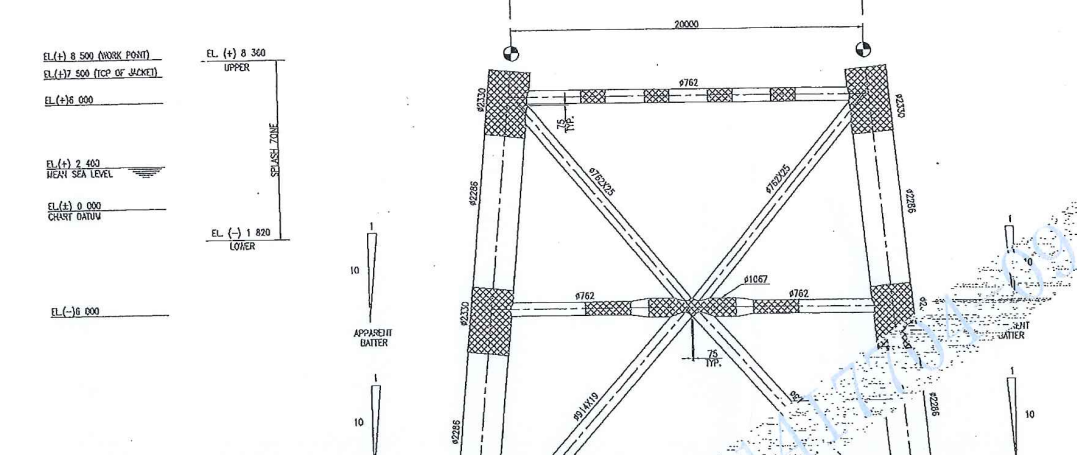 20000
EL(+) 8 500 (WORK POINT)
EL. (+) 8 300
UPPER
EL(+)7 500 (TOP OF JACKET)
EL(+)6 000
ø762
ø2330
ø2330
75
TYP.
SPLASH ZONE
EL.(+) 2 400
MEAN SEA LEVEL
ø762X25
ø762X25
ø2286
ø2286
EL.(±) 0 000
CHART DATUM
EL. (-) 1 820
LOWER
1
10
1
10
ø1067
ø762
ø762
EL.(-)6 000
ø2330
APPARENT
BATTER
75
TYP.
1
10
1
10
ø914X19
ø2286
ø2286